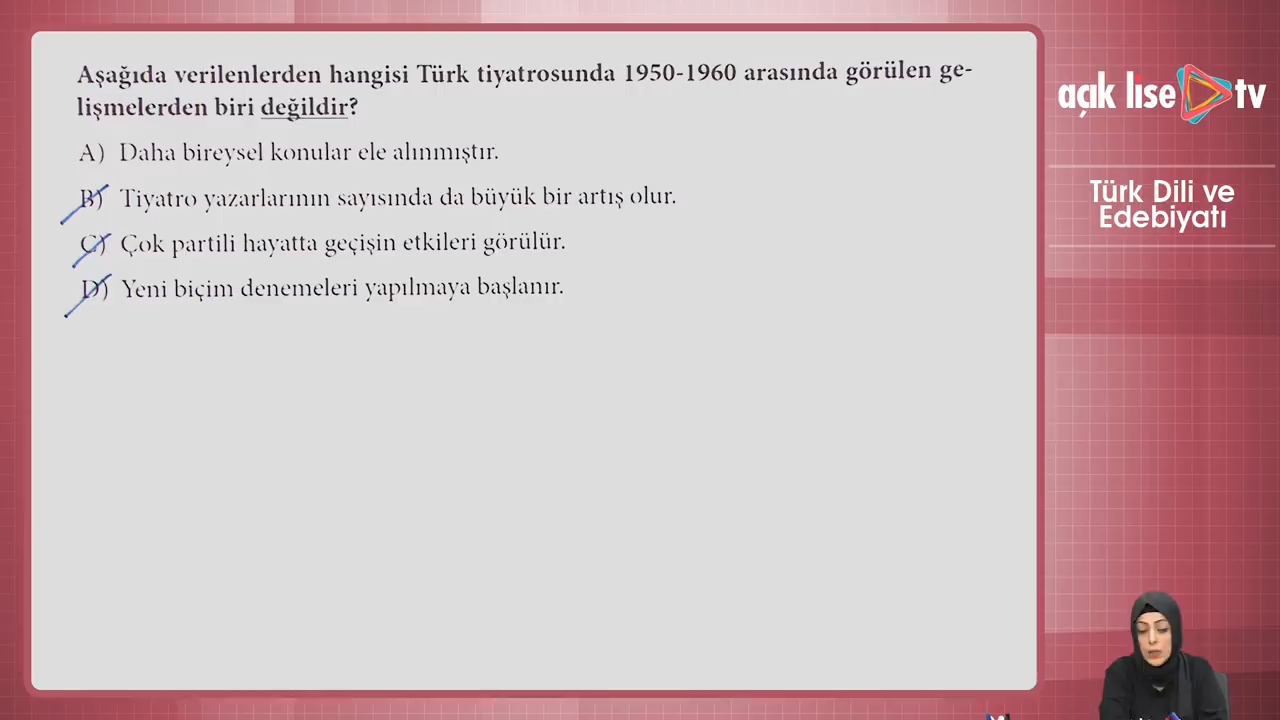 Aşağıda verilenlerden hangisi Türk tiyatrosunda 1950-1960 arasında görülen ge-
lişmelerden biri değildir?
A) Daha bireysel konular ele alınmıştır.
B) Tiyatro yazarlarının sayısında da büyük bir artış olur.
C) Çok partili hayatta geçişin etkileri görülür.
D) Yeni biçim denemeleri yapılmaya başlanır.
açık lise tv
Türk Dili ve
Edebiyatı